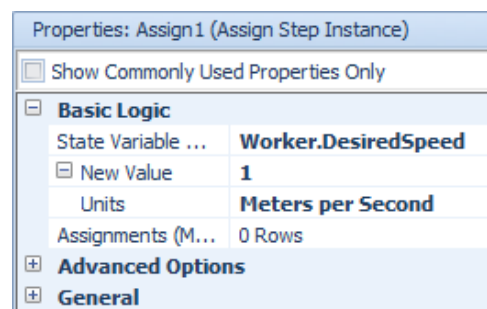 Properties: Assign1 (Assign Step Instance)
Show Commonly Used Properties Only
Basic Logic
State Variable ... Worker.DesiredSpeed
New Value 1
Units Meters per Second
Assignments (M... 0 Rows
Advanced Options
General